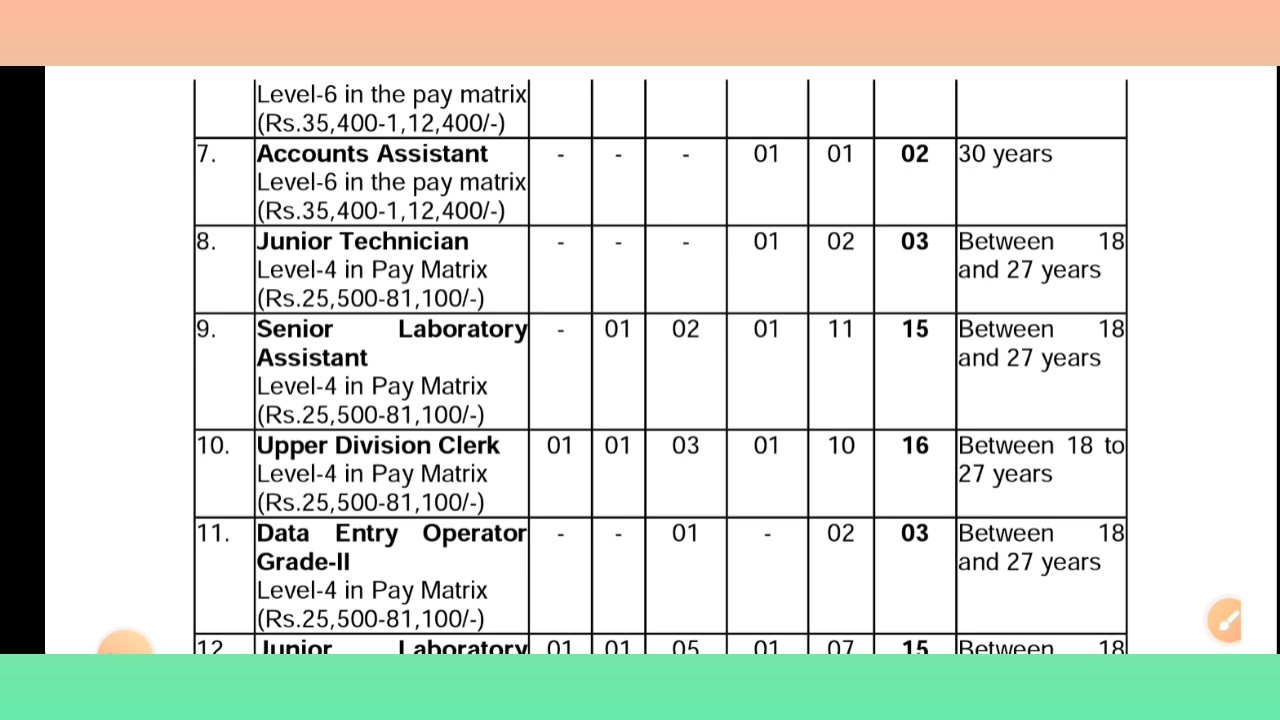 Level-6 in the pay matrix
(Rs.35,400-1,12,400/-)
7. Accounts Assistant - - - 01 01 02 30 years
Level-6 in the pay matrix
(Rs.35,400-1,12,400/-)
8. Junior Technician - - - 01 02 03 Between 18
Level-4 in Pay Matrix and 27 years
(Rs.25,500-81,100/-)
9. Senior Laboratory - 01 02 01 11 15 Between 18
Assistant and 27 years
Level-4 in Pay Matrix
(Rs.25,500-81,100/-)
10. Upper Division Clerk 01 01 03 01 10 16 Between 18 to
Level-4 in Pay Matrix 27 years
(Rs.25,500-81,100/-)
11. Data Entry Operator - - 01 - 02 03 Between 18
Grade-II and 27 years
Level-4 in Pay Matrix
(Rs.25,500-81,100/-)
12 Junior Laboratory 01 01 05 01 07 15 Between 18